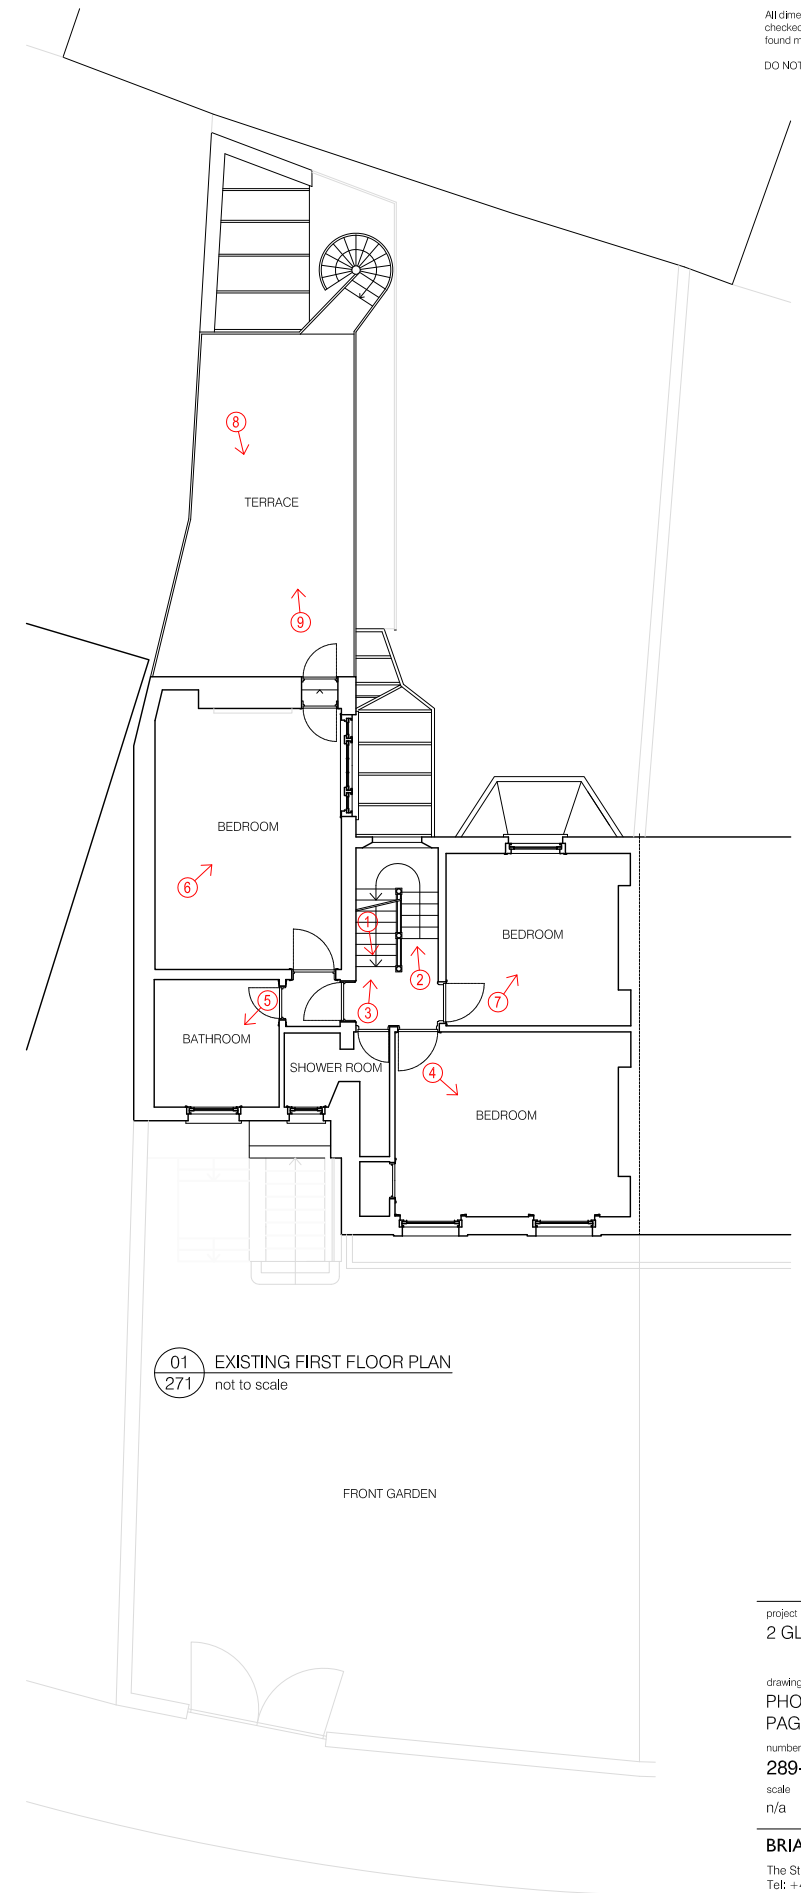 All dime
checked
found m
DO NOT
8
TERRACE
9
BEDROOM
6
1
BEDROOM
2
7
5
3
BATHROOM
SHOWER ROOM
4
BEDROOM
01
EXISTING FIRST FLOOR PLAN
271
not to scale
FRONT GARDEN
project
2 GL
drawing
PHO
PAG
number
289-
scale
n/a
BRIA
The St
Tel: +4